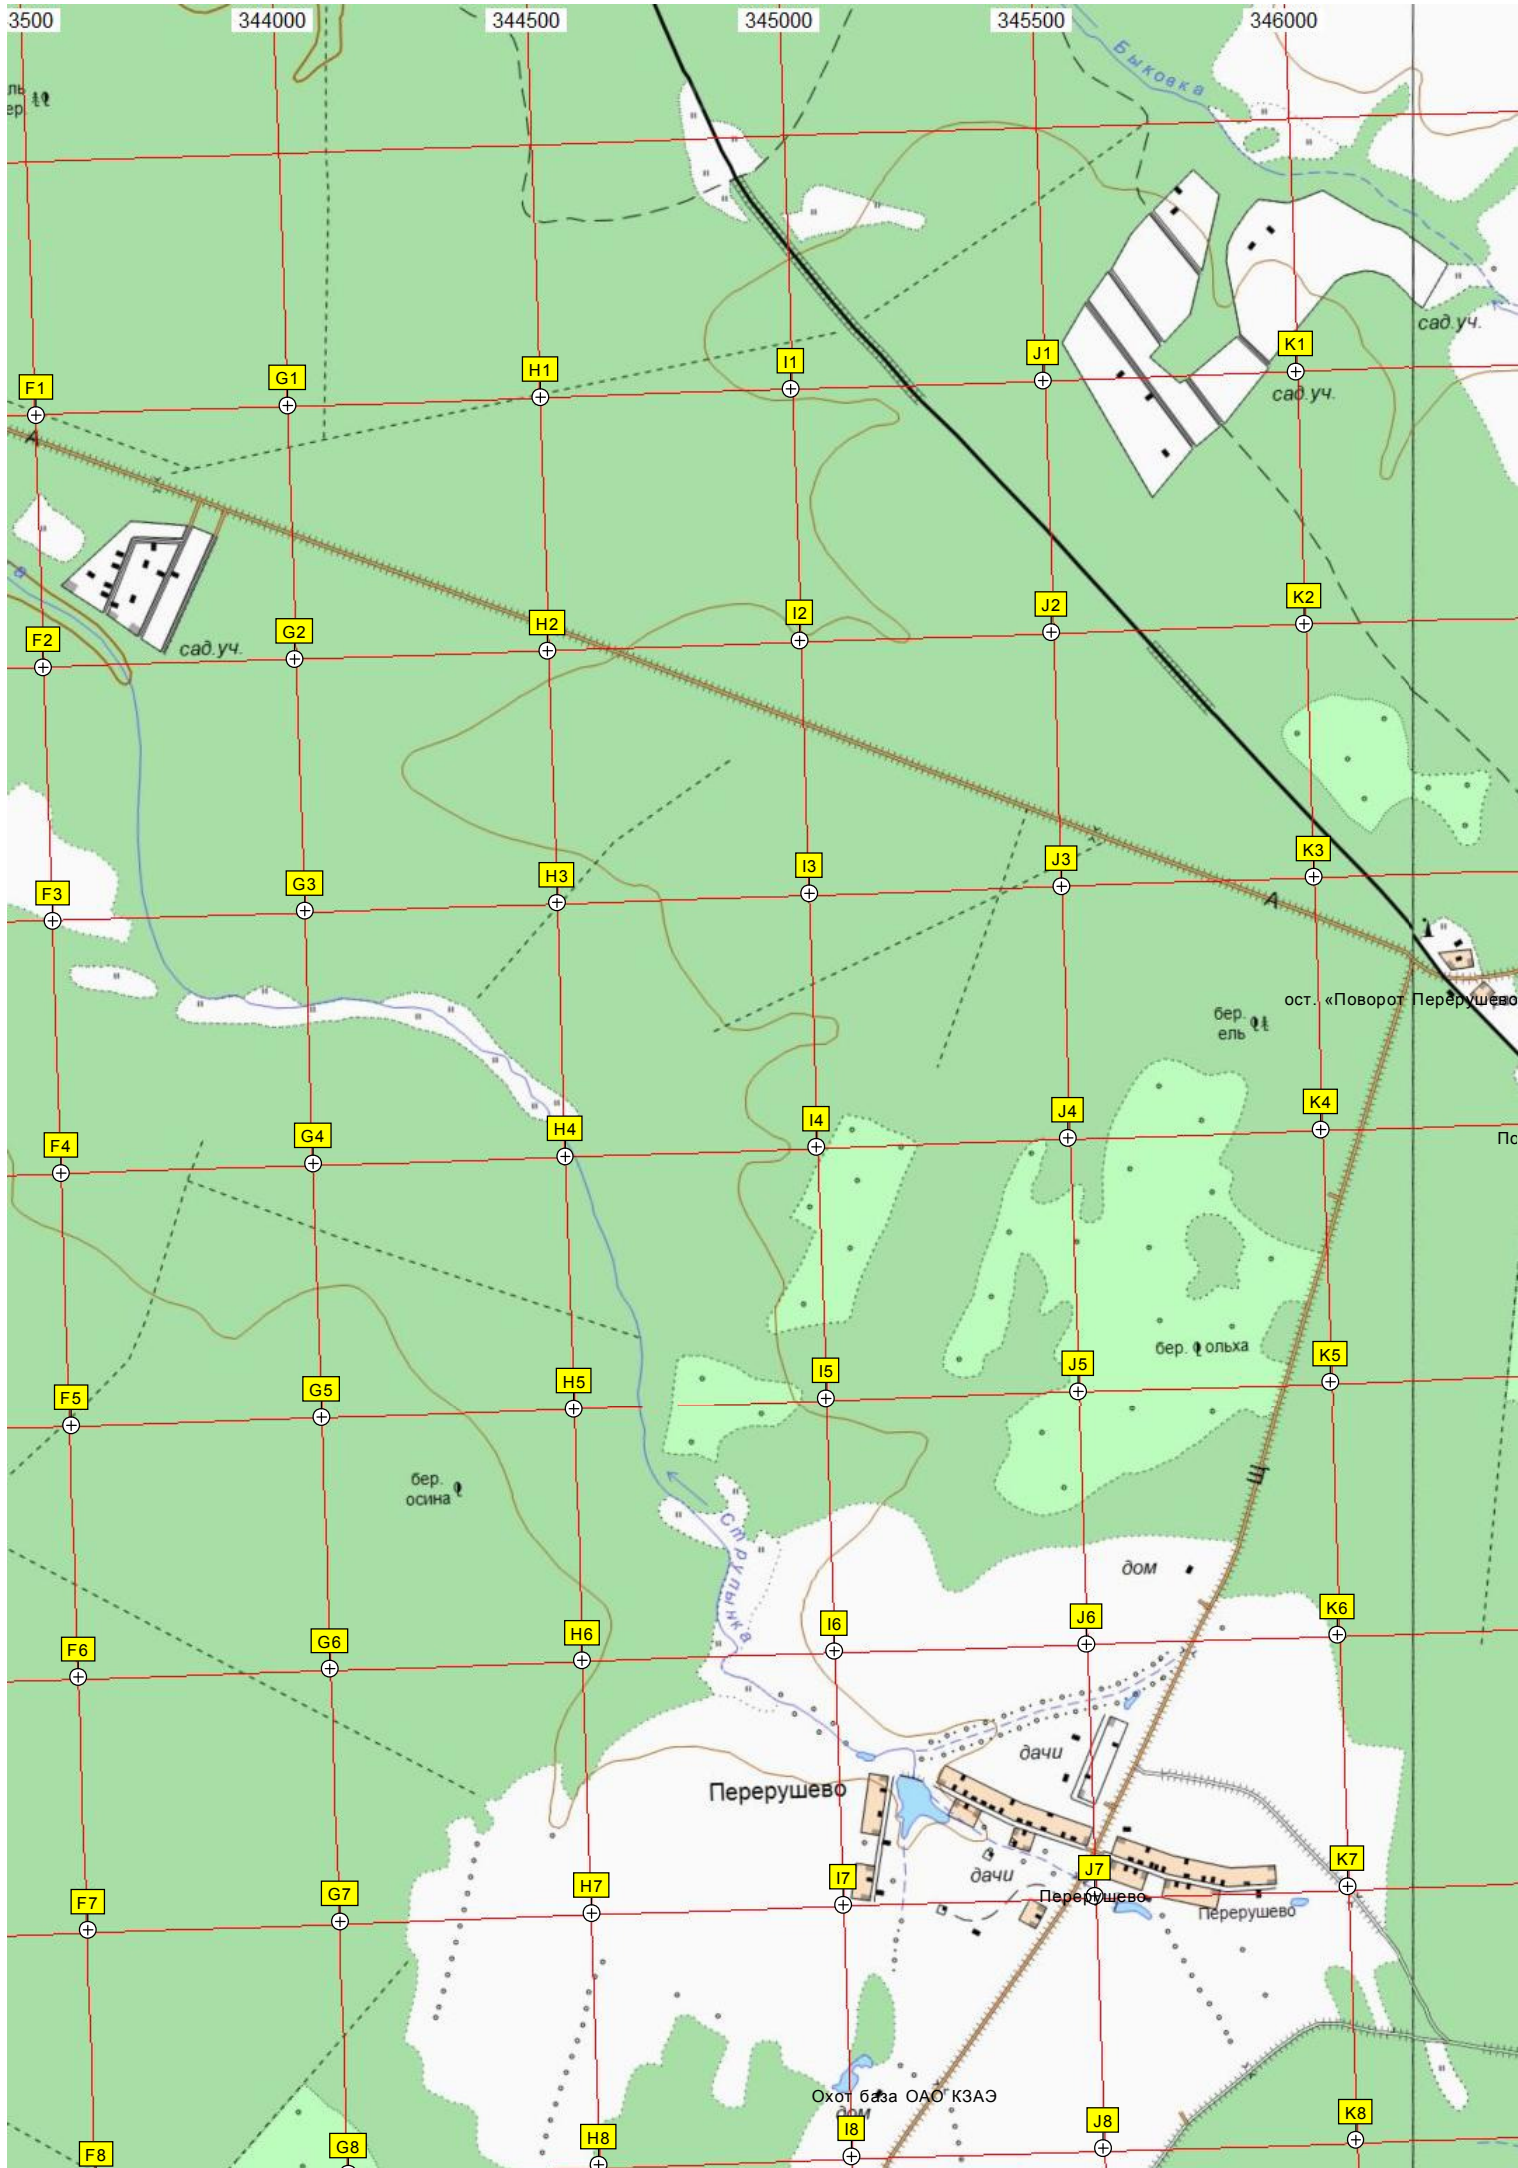 3500 344000 344500 345000 345500 346000
Быковка
сад.уч.
K1
J1
I1
H1
G1
F1
сад.уч.
А
K2
J2
I2
H2
G2
F2
сад.уч.
а
K3
J3
I3
H3
G3
F3
А
ост. «Поворот Перерушево
бер.
ель
K4
J4
I4
H4
G4
F4
По
бер. ольха
K5
J5
I5
H5
G5
F5
бер.
осина
Щ
Струпынка
дом
K6
J6
I6
H6
G6
F6
дачи
Перерушево
дачи
K7
J7
I7
H7
G7
F7
Перерушево
Перерушево
Охот база ОАО КЗАЭ
дом
K8
J8
I8
H8
G8
F8